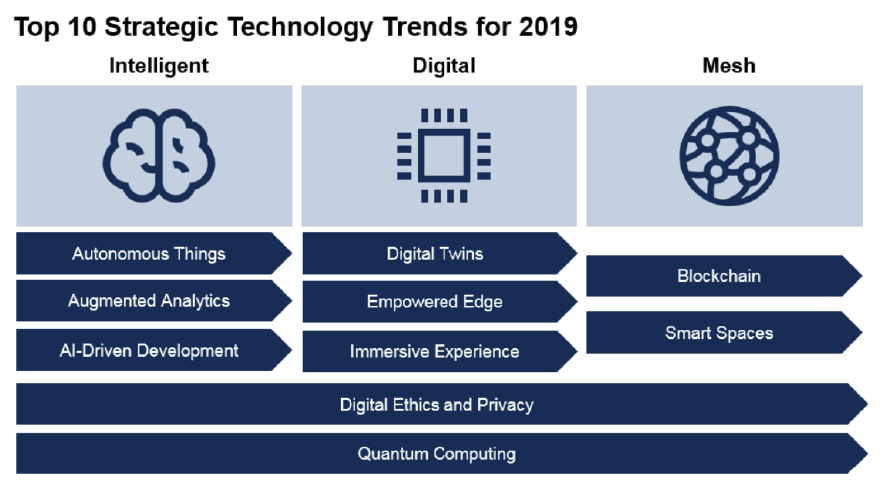 Top 10 Strategic Technology Trends for 2019
Intelligent
Digital
Mesh
Autonomous Things
Augmented Analytics
AI-Driven Development
Digital Twins
Empowered Edge
Immersive Experience
Blockchain
Smart Spaces
Digital Ethics and Privacy
Quantum Computing